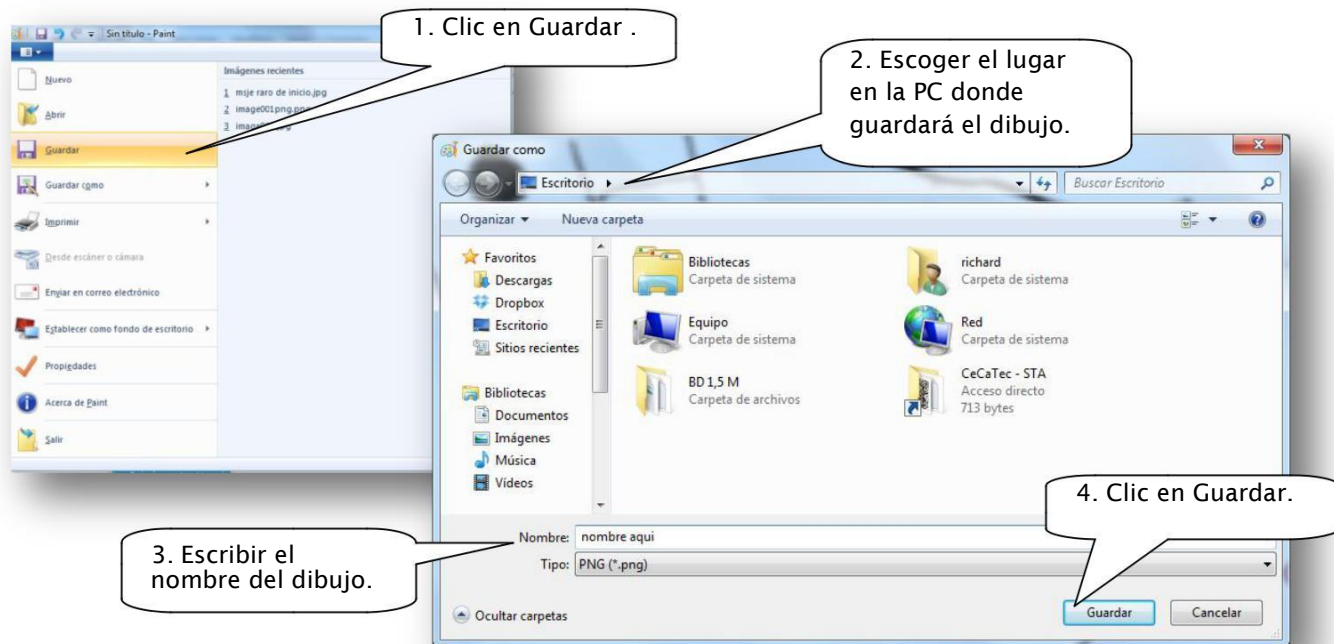 Sin título - Paint
1. Clic en Guardar .
Nuevo
Abrir
Guardar
Guardar como
Imprimir
Desde escáner o cámara
Enviar en correo electrónico
Establecer como fondo de escritorio
Propiedades
Acerca de Paint
Salir
Imágenes recientes
1 msje raro de inicio.jpg
2 image001png.png
3
2. Escoger el lugar
en la PC donde
guardará el dibujo.
Guardar como
Escritorio
Buscar Escritorio
Organizar
Nueva carpeta
Favoritos
Descargas
Dropbox
Escritorio
Sitios recientes
Bibliotecas
Documentos
Imágenes
Música
Vídeos
Bibliotecas
Carpeta de sistema
richard
Carpeta de sistema
Equipo
Carpeta de sistema
Red
Carpeta de sistema
BD 1,5 M
Carpeta de archivos
CeCaTec - STA
Acceso directo
713 bytes
3. Escribir el
nombre del dibujo.
Nombre: nombre aqui
Tipo: PNG (*.png)
4. Clic en Guardar.
Ocultar carpetas
Guardar
Cancelar